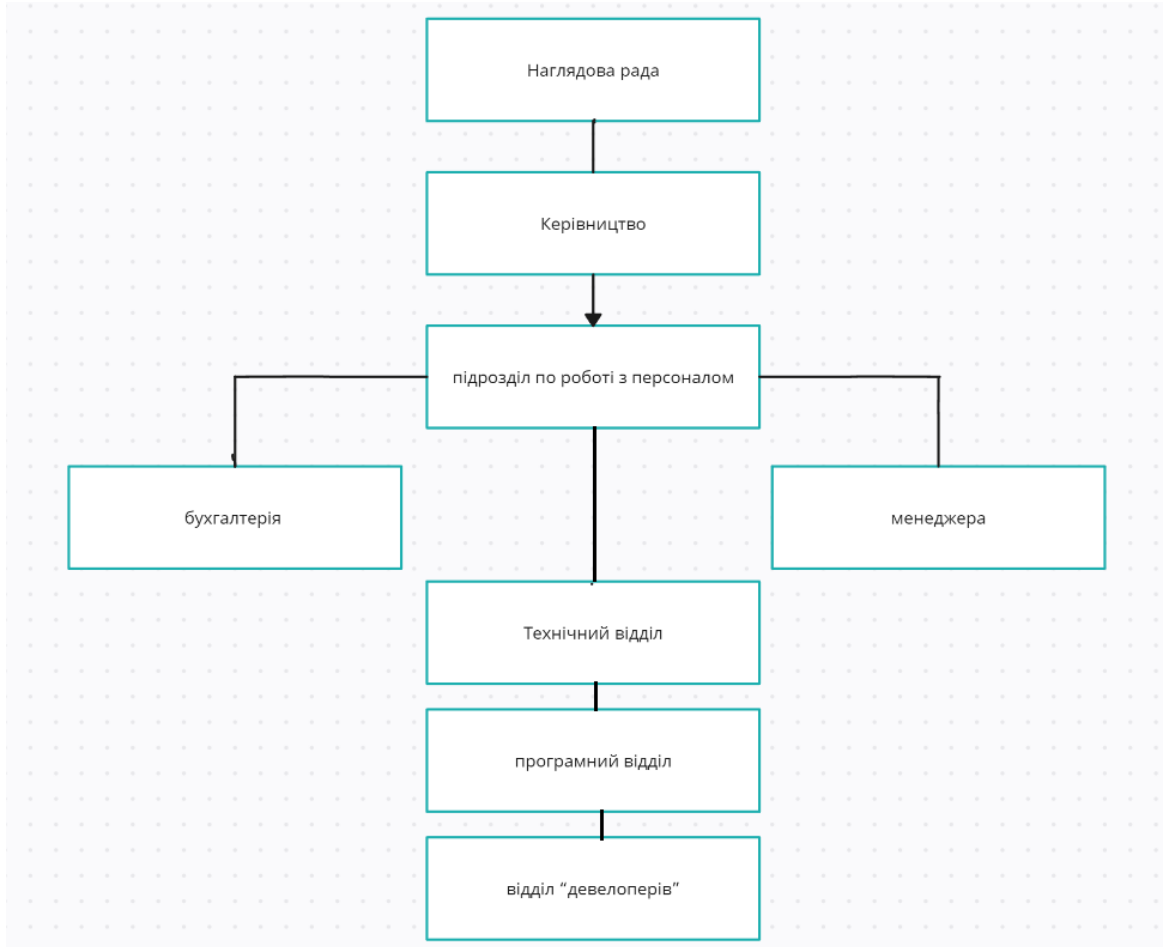 Наглядова рада
Керівництво
підрозділ по роботі з персоналом
бухгалтерія
менеджера
Технічний відділ
програмний відділ
відділ “девелоперів”